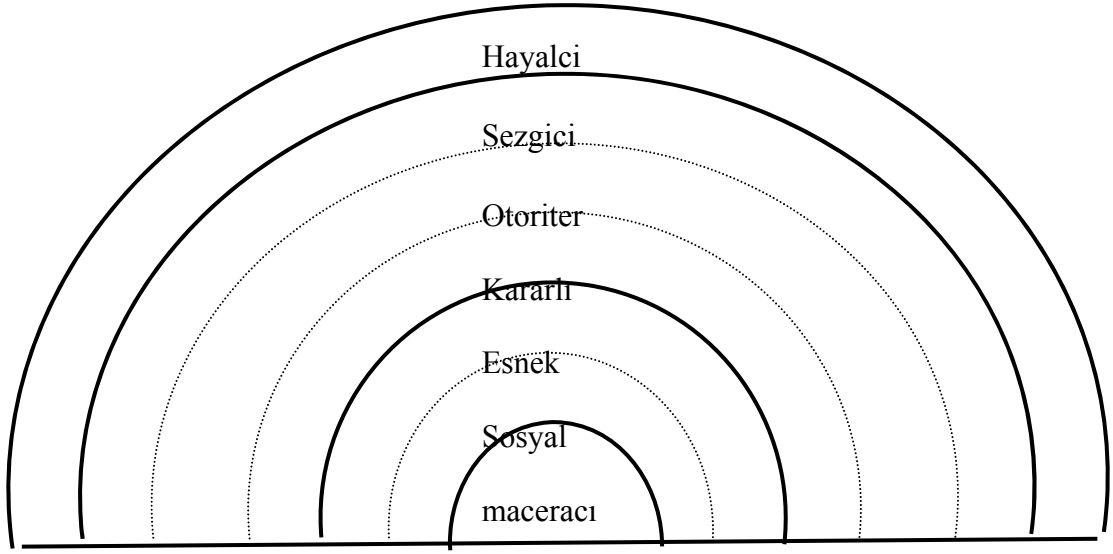 Hayalci
Sezgici
Otoriter
Kararlı
Esnek
Sosyal
maceracı